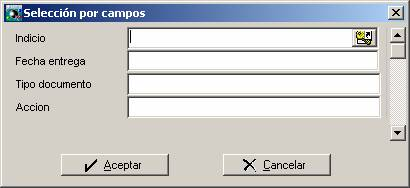 Selección por campos
Indicio
Fecha entrega
Tipo documento
Accion
Aceptar
Cancelar